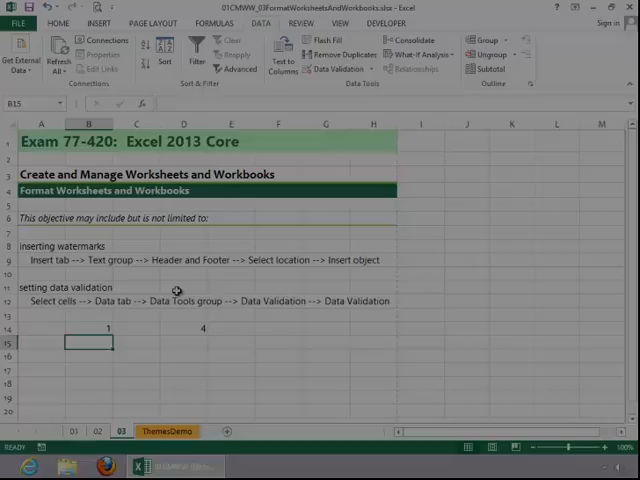 01CMWW_03FormatWorksheetsAndWorkbooks.xlsx - Excel
FILE HOME INSERT PAGE LAYOUT FORMULAS DATA REVIEW VIEW DEVELOPER Sign in
Get External Data
Refresh All
Connections
Properties
Edit Links
Connections
Sort
Filter
Clear
Reapply
Advanced
Sort & Filter
Text to Columns
Flash Fill
Remove Duplicates
Data Validation
Consolidate
What-If Analysis
Relationships
Data Tools
Group
Ungroup
Subtotal
Outline
B15 fx
A B C D E F G H I J K L M
1 Exam 77-420: Excel 2013 Core
2
3 Create and Manage Worksheets and Workbooks
4 Format Worksheets and Workbooks
5
6 This objective may include but is not limited to:
7
8 inserting watermarks
9 Insert tab --> Text group --> Header and Footer --> Select location --> Insert object
10
11 setting data validation
12 Select cells --> Data tab --> Data Tools group --> Data Validation --> Data Validation
13
14 1 4
15
16
17
18
19
20
01 02 03 ThemesDemo
READY 100%